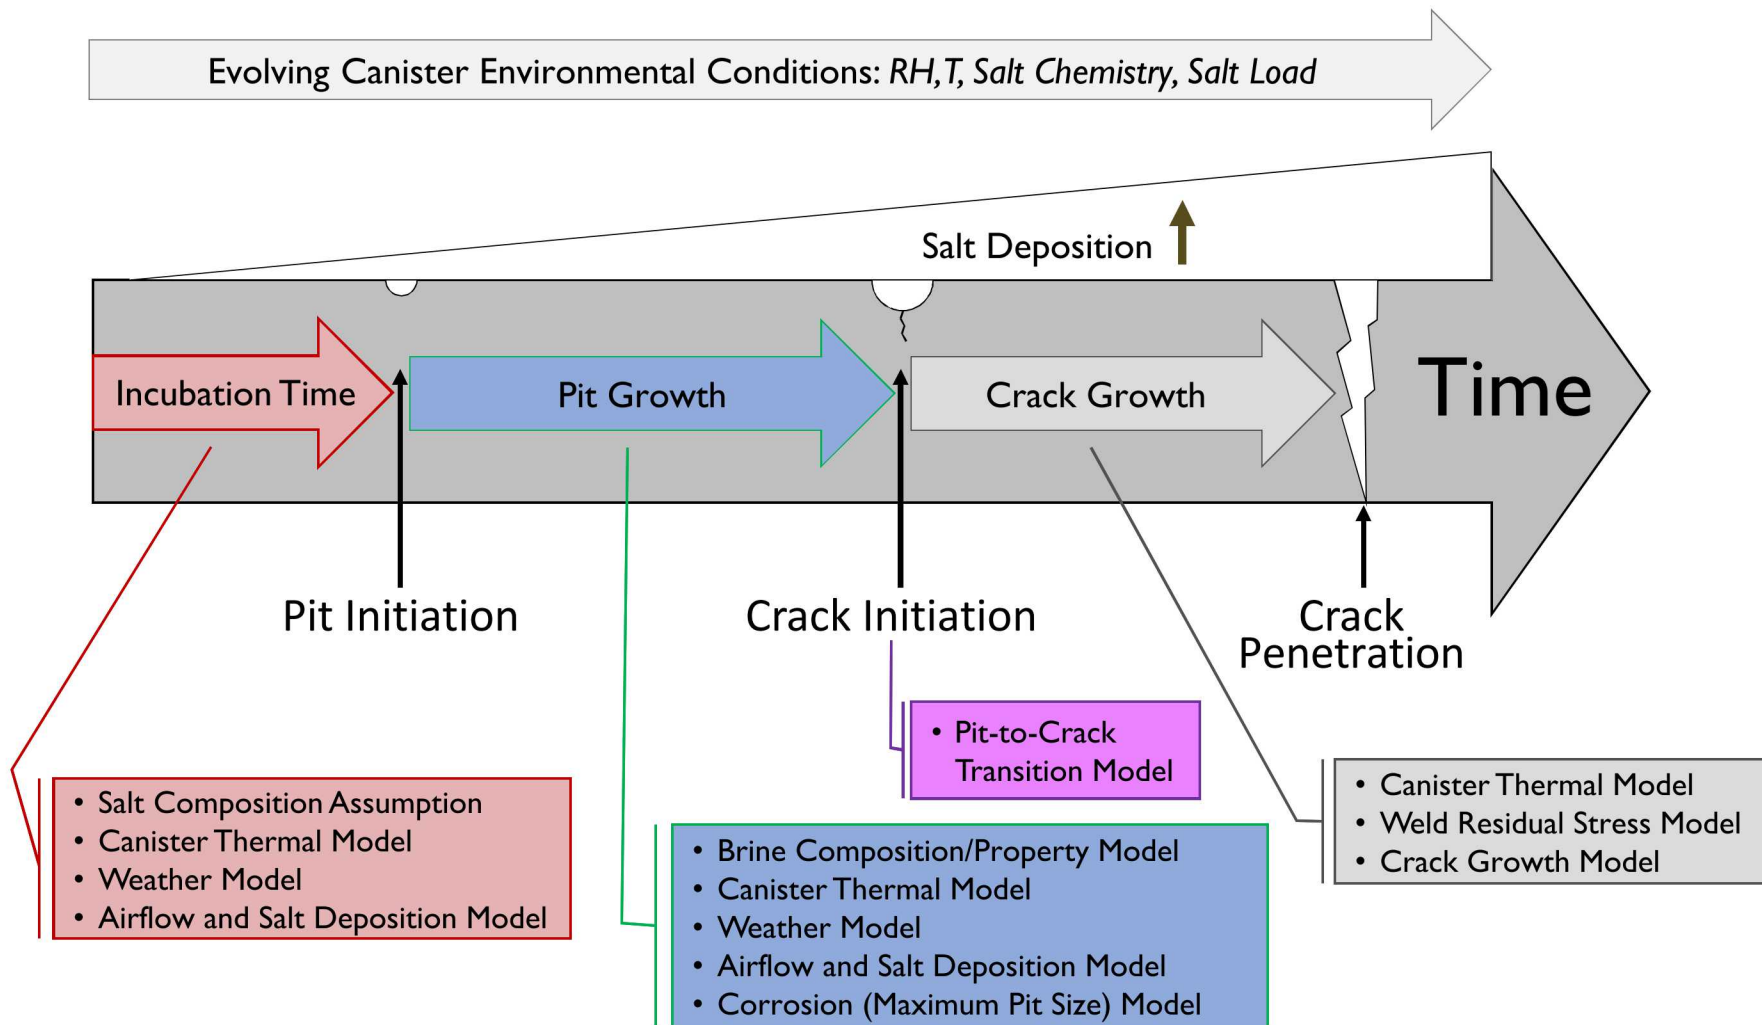 Evolving Canister Environmental Conditions: RH,T, Salt Chemistry, Salt Load
Salt Deposition
Incubation Time
Pit Growth
Crack Growth
Time
Pit Initiation
Crack Initiation
Crack
Penetration
• Pit-to-Crack
Transition Model
• Salt Composition Assumption
• Canister Thermal Model
• Weather Model
• Airflow and Salt Deposition Model
• Brine Composition/Property Model
• Canister Thermal Model
• Weather Model
• Airflow and Salt Deposition Model
• Corrosion (Maximum Pit Size) Model
• Canister Thermal Model
• Weld Residual Stress Model
• Crack Growth Model